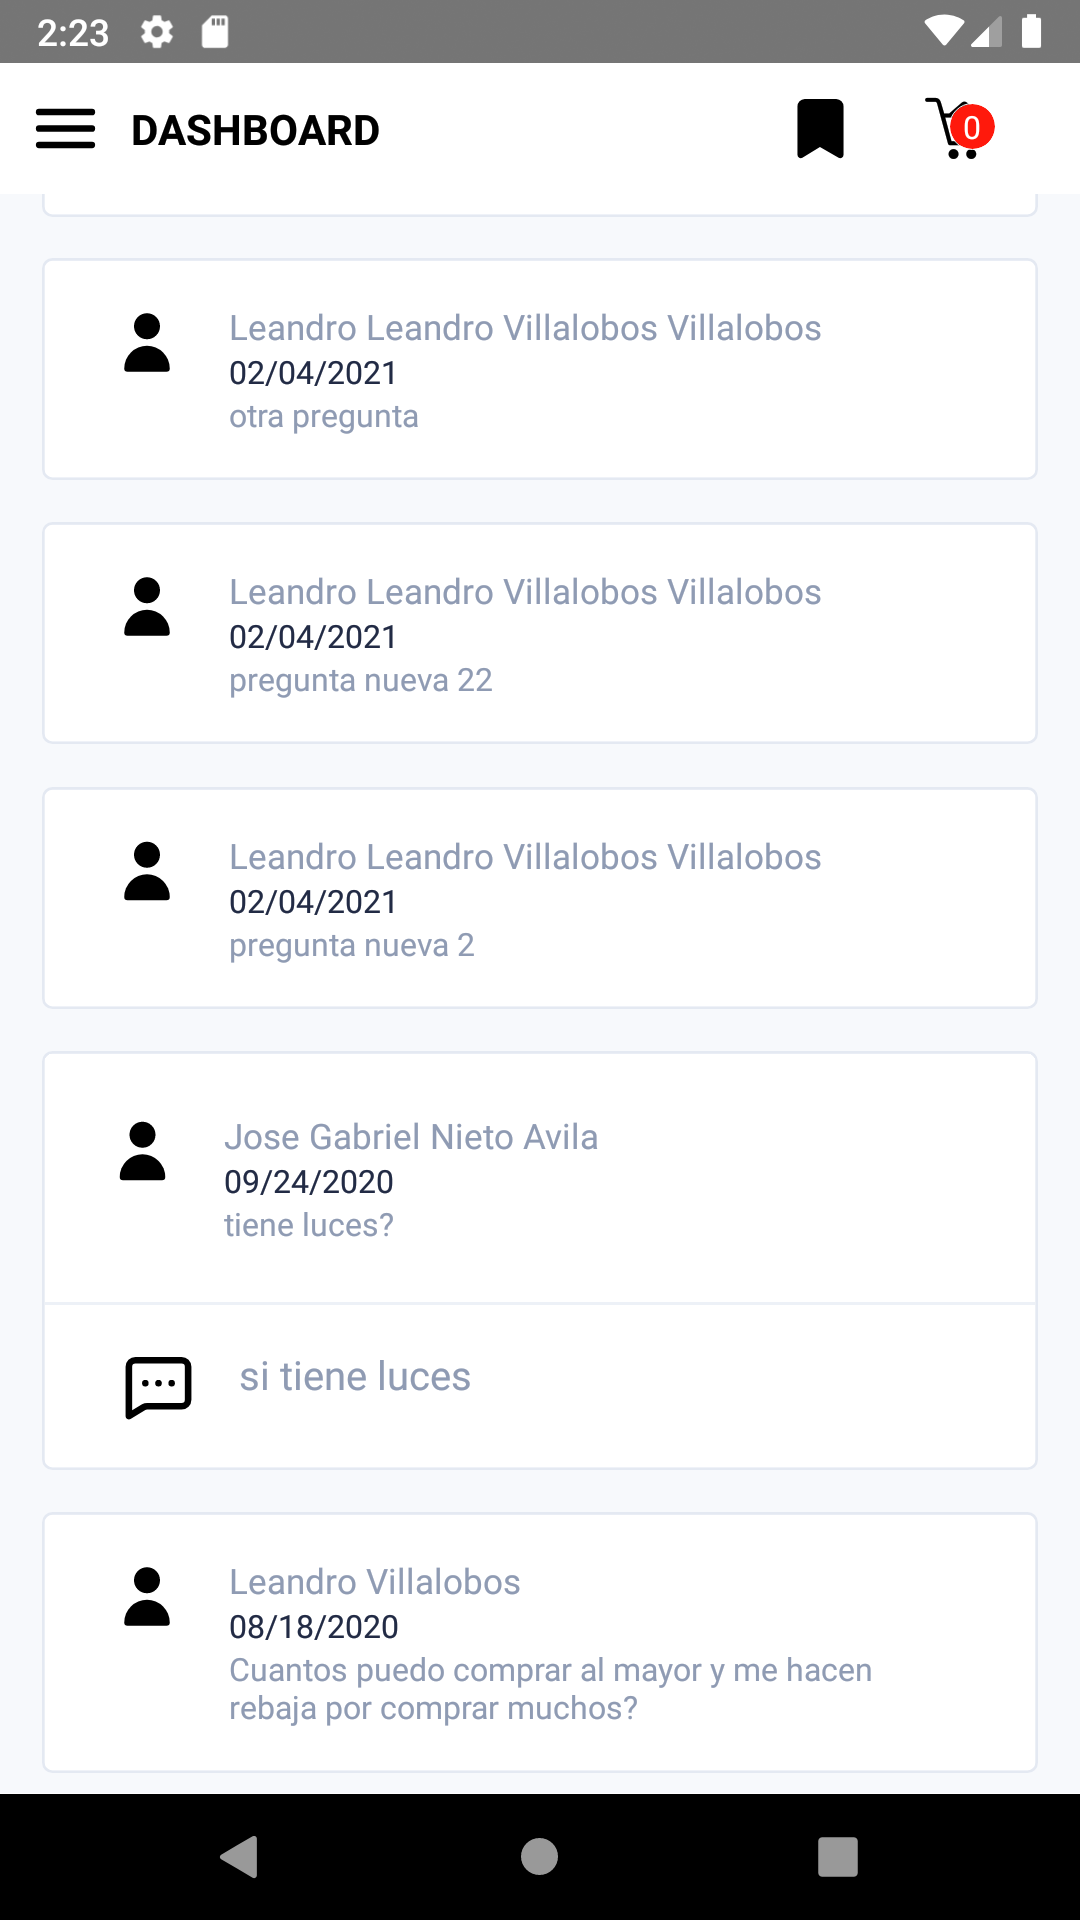 2:23
DASHBOARD
0
Leandro Leandro Villalobos Villalobos
02/04/2021
otra pregunta
Leandro Leandro Villalobos Villalobos
02/04/2021
pregunta nueva 22
Leandro Leandro Villalobos Villalobos
02/04/2021
pregunta nueva 2
Jose Gabriel Nieto Avila
09/24/2020
tiene luces?
si tiene luces
Leandro Villalobos
08/18/2020
Cuantos puedo comprar al mayor y me hacen
rebaja por comprar muchos?